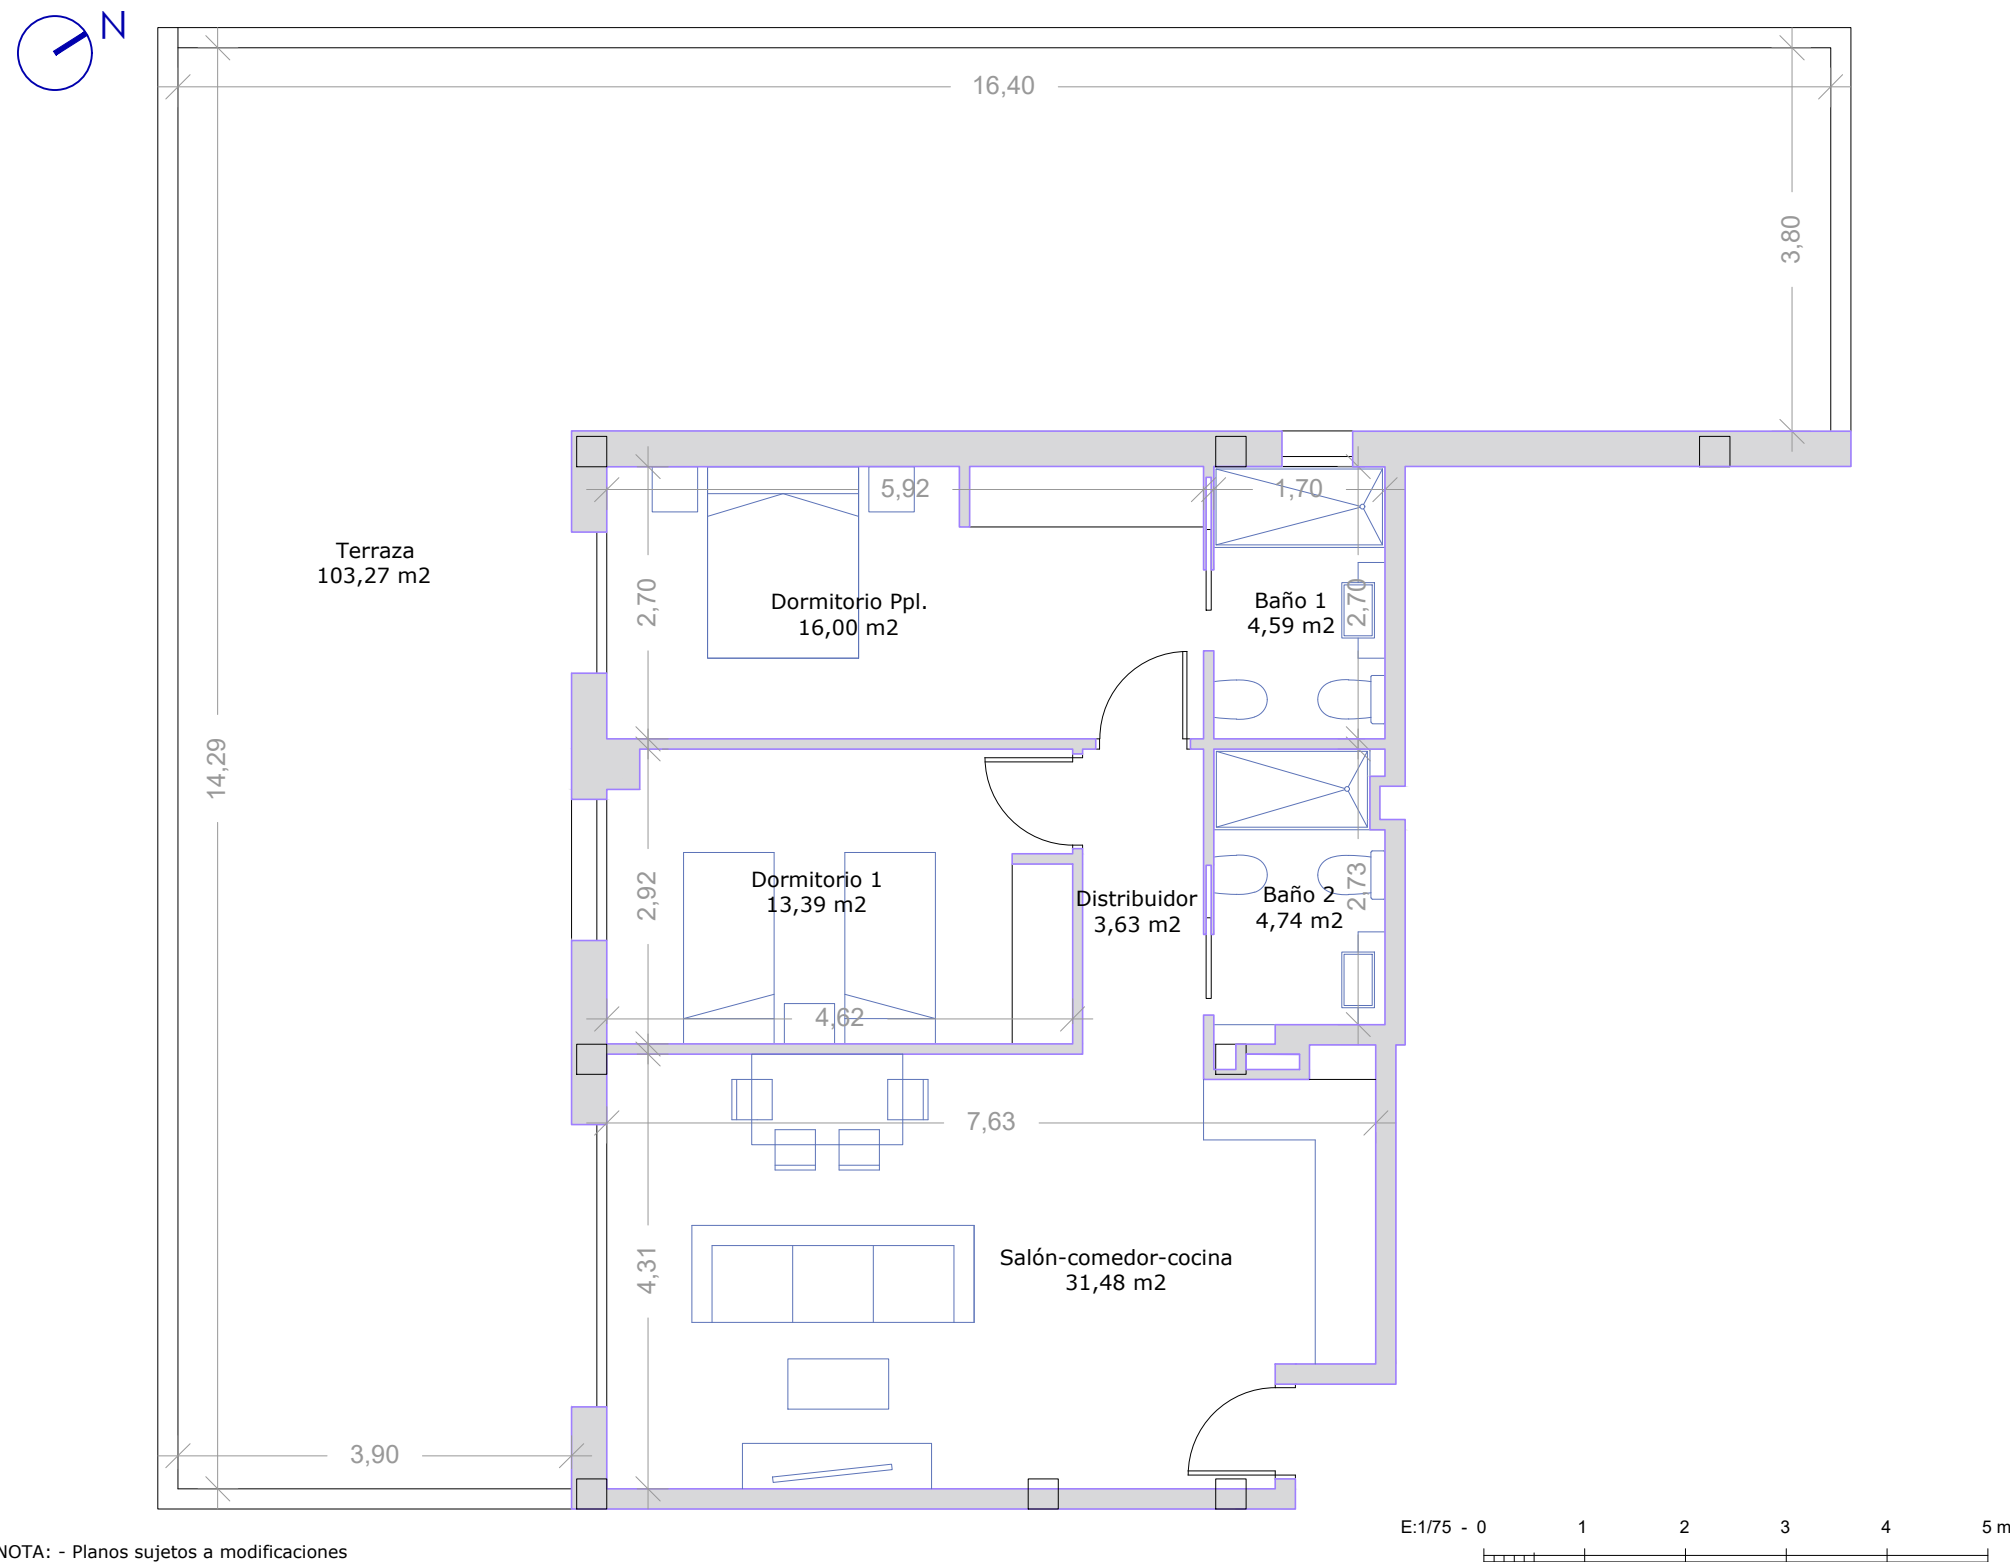 N
16,40
3,80
5,92
1,70
Terraza
103,27 m2
2,70
Dormitorio Ppl.
16,00 m2
Baño 1
4,59 m2
2,70
14,29
2,92
Dormitorio 1
13,39 m2
Distribuidor
3,63 m2
Baño 2
4,74 m2
2,73
4,62
7,63
4,31
Salón-comedor-cocina
31,48 m2
3,90
E:1/75 - 0 1 2 3 4 5 m
NOTA: - Planos sujetos a modificaciones